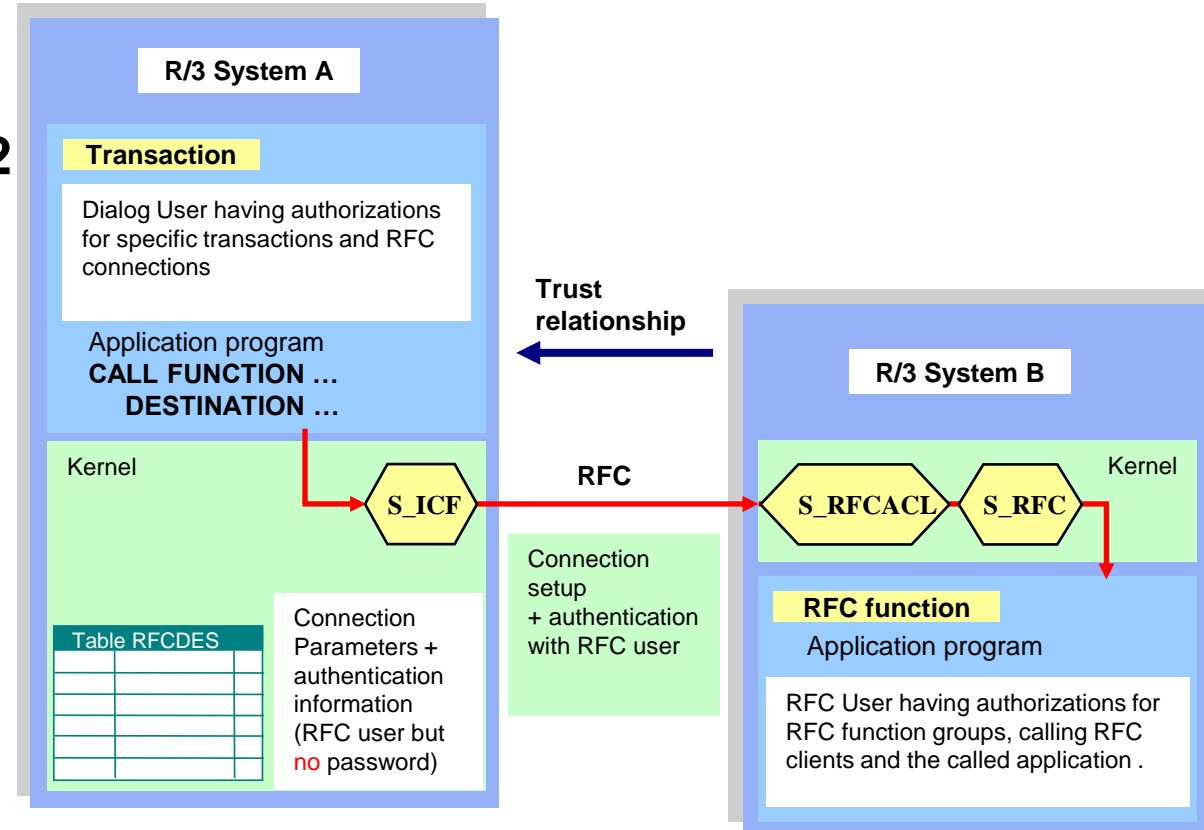 2
R/3 System A
Transaction
Dialog User having authorizations
for specific transactions and RFC
connections
Application program
CALL FUNCTION …
DESTINATION …
Kernel
S_ICF
Table RFCDES
Connection
Parameters +
authentication
information
(RFC user but
no password)
Trust
relationship
RFC
Connection
setup
+ authentication
with RFC user
R/3 System B
Kernel
S_RFCACL
S_RFC
RFC function
Application program
RFC User having authorizations for
RFC function groups, calling RFC
clients and the called application .